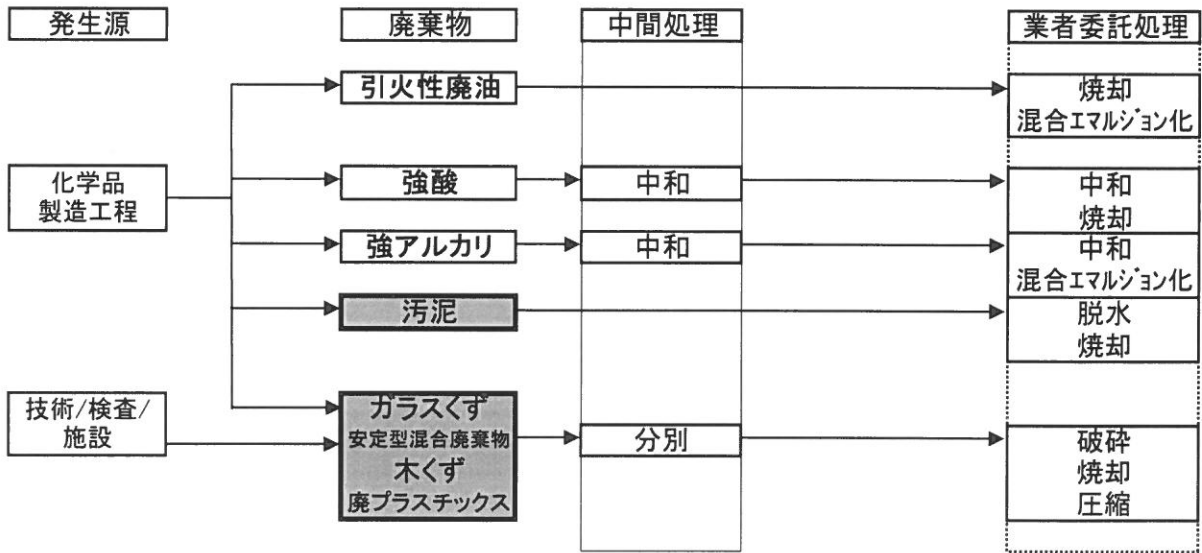 発生源
廃棄物
中間処理
業者委託処理
引火性廃油
焼却
混合エマルジョン化
化学品
製造工程
強酸
中和
中和
焼却
強アルカリ
中和
中和
混合エマルジョン化
汚泥
脱水
焼却
技術/検査/
施設
ガラスくず
安定型混合廃棄物
木くず
廃プラスチックス
分別
破砕
焼却
圧縮